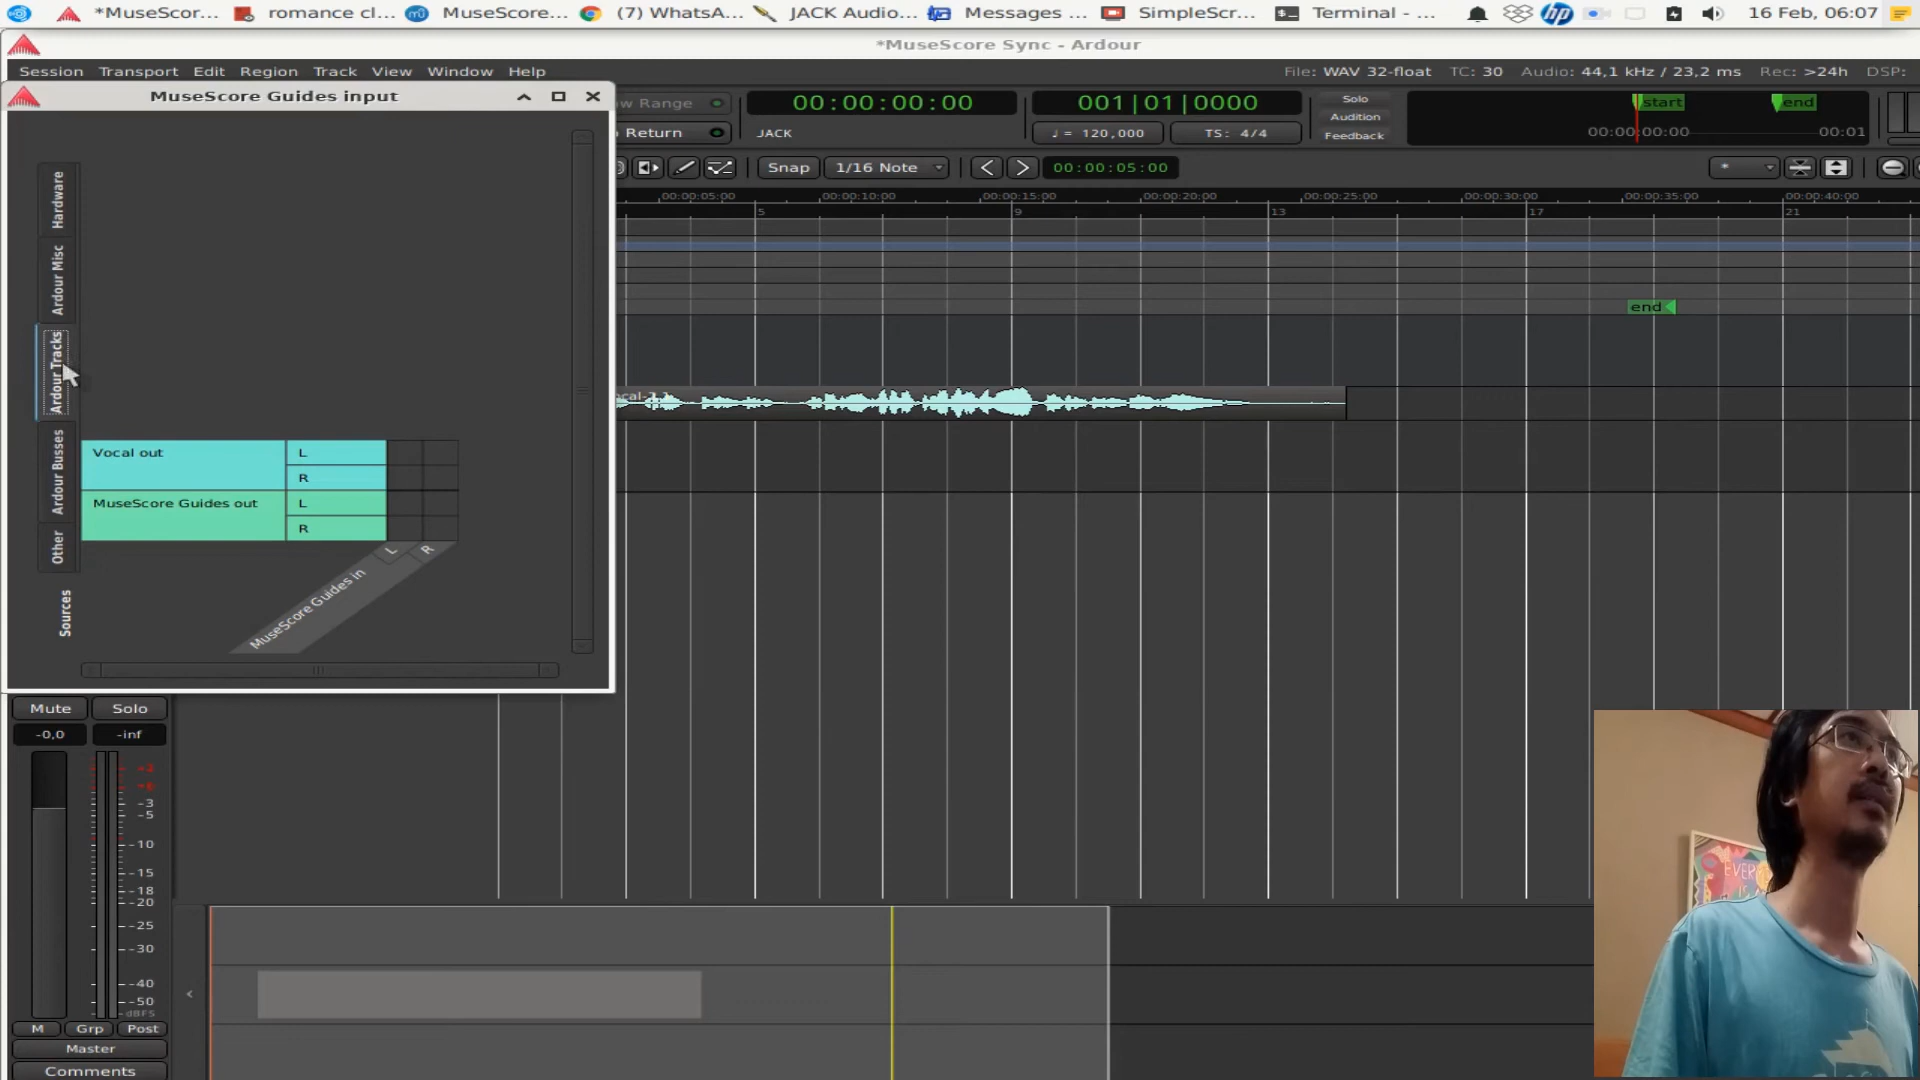 *MuseScor... romance cl... MuseScore... (7) WhatsA... JACK Audio... Messages ... SimpleScr... Terminal - ... 16 Feb, 06:07
*MuseScore Sync - Ardour
Session Transport Edit Region Track View Window Help File: WAV 32-float TC: 30 Audio: 44,1 kHz / 23,2 ms Rec: >24h DSP:
MuseScore Guides input
ow Range
00:00:00:00
001|01|0000
Solo
Audition
Feedback
start end
00:00:00:00 00:01
o Return
JACK
♩ = 120,000
TS: 4/4
Snap 1/16 Note < > 00:00:05:00 *
00:00:05:00 00:00:10:00 00:00:15:00 00:00:20:00 00:00:25:00 00:00:30:00 00:00:35:00 00:00:40:00
5 9 13 17 21
end
Hardware
Ardour Misc
Ardour Tracks
Ardour Busses
Other
Sources
Vocal out L
R
MuseScore Guides out L
R
L R
MuseScore Guides in
Mute Solo
-0,0 -inf
-3
-5
-10
-15
-18
-20
-25
-30
-40
-50
dBFS
M Grp Post
Master
Comments
<
EVER
IS